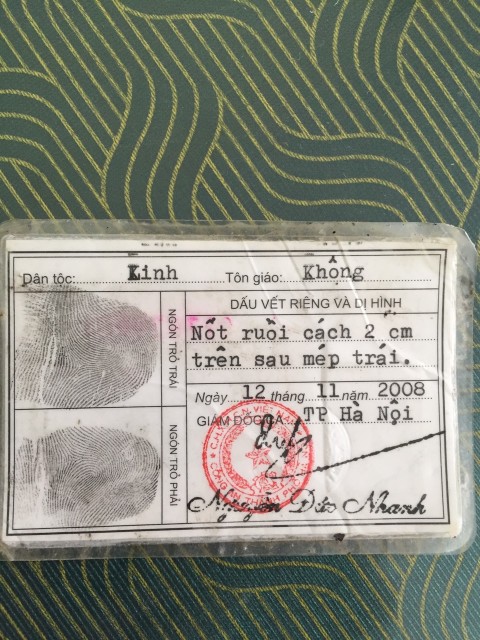 Dân tộc: Kinh Tôn giáo: Không
NGÓN TRỎ TRÁI
DẤU VẾT RIÊNG VÀ DỊ HÌNH
Nốt ruồi cách 2 cm
trên sau mép trái.
NGÓN TRỎ PHẢI
Ngày 12 tháng 11 năm 2008
GIÁM ĐỐC CA TP Hà Nội
Nguyễn Đức Nhanh